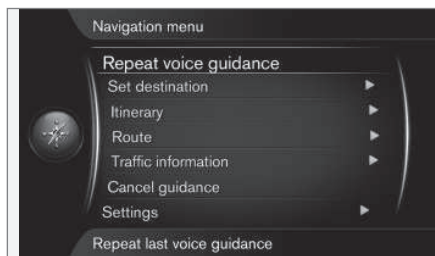 Navigation menu
Repeat voice guidance
Set destination
Itinerary
Route
Traffic information
Cancel guidance
Settings
Repeat last voice guidance